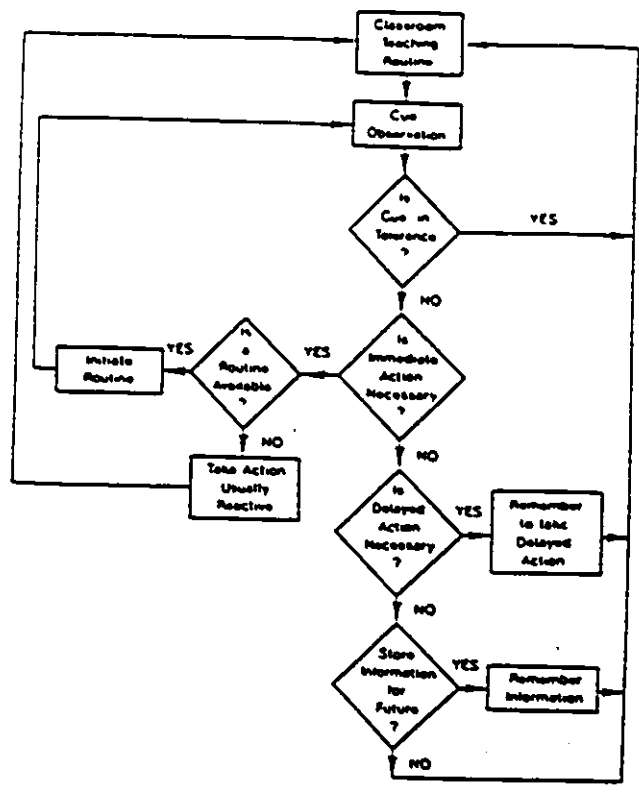 Classroom
Teaching
Routine
Cue
Observation
Is
Cue in
Tolerance
?
YES
NO
Is
Immediate
Action
Necessary
?
YES
Is
a
Routine
Available
?
YES
Initiate
Routine
NO
Take Action
Usually
Reactive
NO
Is
Delayed
Action
Necessary
?
YES
Remember
to take
Delayed
Action
NO
Store
Information
for
Future
?
YES
Remember
Information
NO